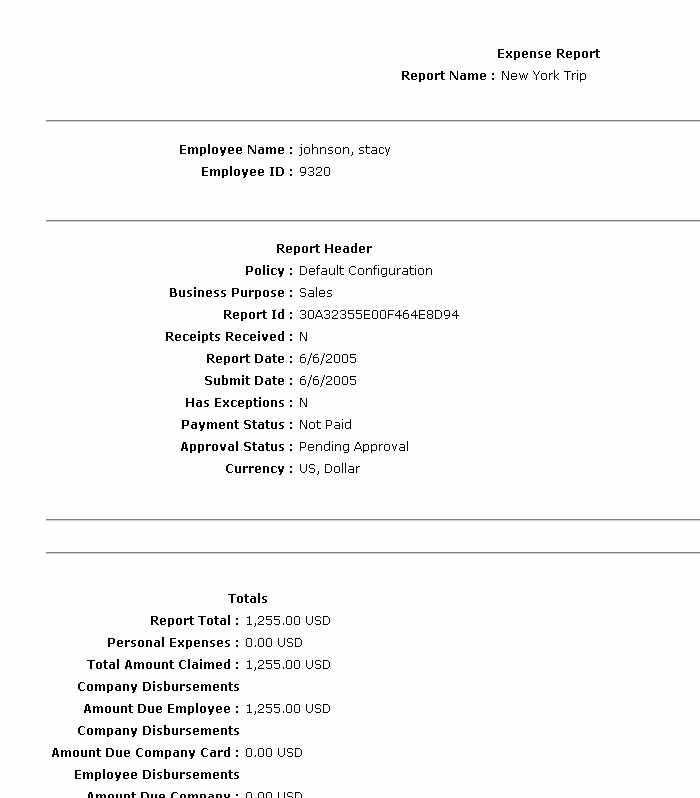 Expense Report
Report Name : New York Trip
Employee Name : johnson, stacy
Employee ID : 9320
Report Header
Policy : Default Configuration
Business Purpose : Sales
Report Id : 30A32355E00F464E8D94
Receipts Received : N
Report Date : 6/6/2005
Submit Date : 6/6/2005
Has Exceptions : N
Payment Status : Not Paid
Approval Status : Pending Approval
Currency : US, Dollar
Totals
Report Total : 1,255.00 USD
Personal Expenses : 0.00 USD
Total Amount Claimed : 1,255.00 USD
Company Disbursements
Amount Due Employee : 1,255.00 USD
Company Disbursements
Amount Due Company Card : 0.00 USD
Employee Disbursements
Amount Due Company : 0.00 USD